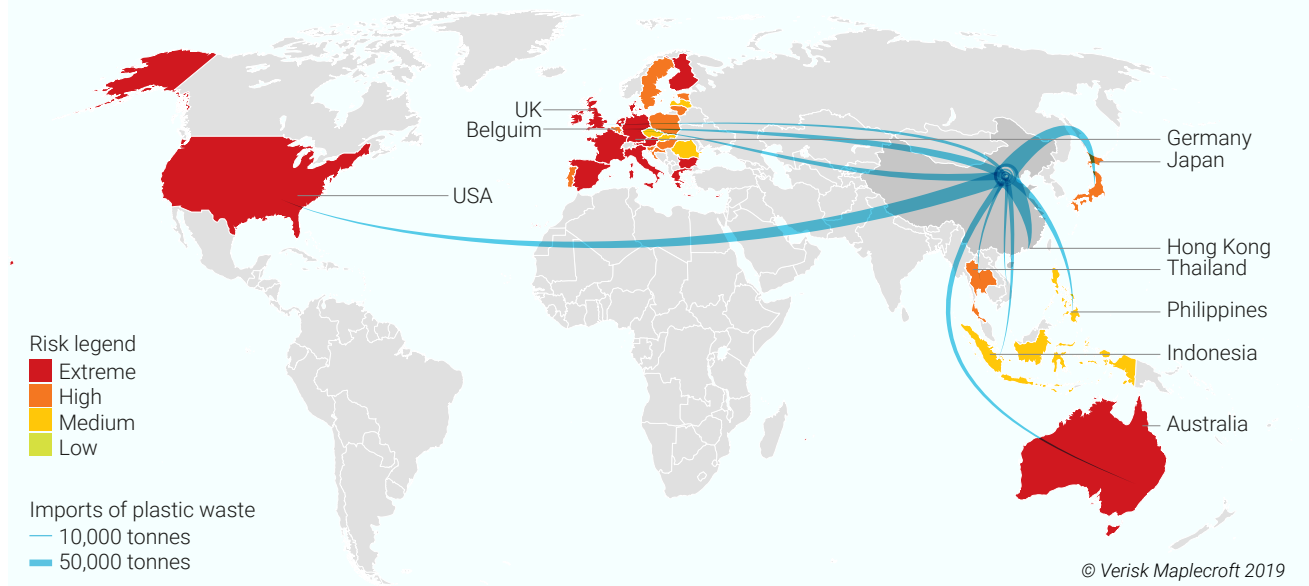 UK
Belguim
USA
Germany
Japan
Hong Kong
Thailand
Philippines
Indonesia
Australia
Risk legend
Extreme
High
Medium
Low
Imports of plastic waste
10,000 tonnes
50,000 tonnes
© Verisk Maplecroft 2019